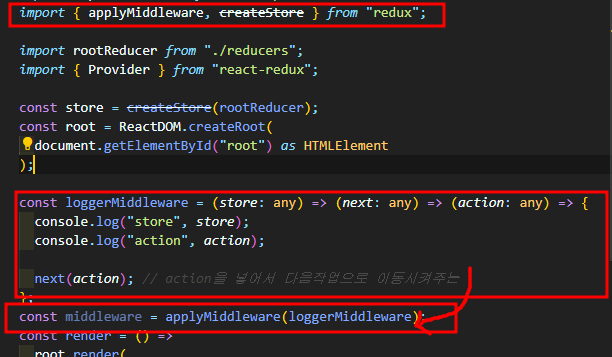 import { applyMiddleware, createStore } from "redux";
import rootReducer from "./reducers";
import { Provider } from "react-redux";
const store = createStore(rootReducer);
const root = ReactDOM.createRoot(
document.getElementById("root") as HTMLElement
);
const loggerMiddleware = (store: any) => (next: any) => (action: any) => {
console.log("store", store);
console.log("action", action);
next(action); // action을 넣어서 다음작업으로 이동시켜주는
};
const middleware = applyMiddleware(loggerMiddleware);
const render = () =>
root.render(